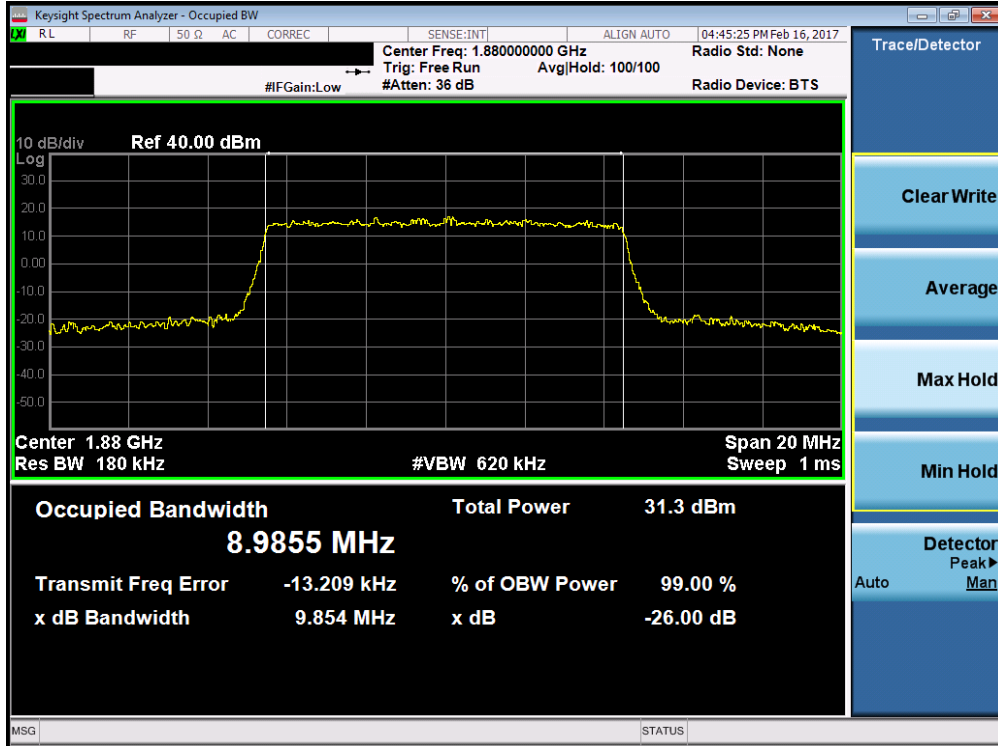 Keysight Spectrum Analyzer - Occupied BW
LXI RL RF 50 Ω AC CORREC SENSE:INT ALIGN AUTO 04:45:25 PM Feb 16, 2017
Center Freq: 1.880000000 GHz Radio Std: None
Trig: Free Run Avg|Hold: 100/100
#IFGain:Low #Atten: 36 dB Radio Device: BTS
Trace/Detector
10 dB/div Ref 40.00 dBm
Log
30.0
20.0
10.0
0.00
-10.0
-20.0
-30.0
-40.0
-50.0
Center 1.88 GHz Span 20 MHz
Res BW 180 kHz #VBW 620 kHz Sweep 1 ms
Occupied Bandwidth Total Power 31.3 dBm
8.9855 MHz
Transmit Freq Error -13.209 kHz % of OBW Power 99.00 %
x dB Bandwidth 9.854 MHz x dB -26.00 dB
Clear Write
Average
Max Hold
Min Hold
Detector
Peak
Auto Man
MSG STATUS